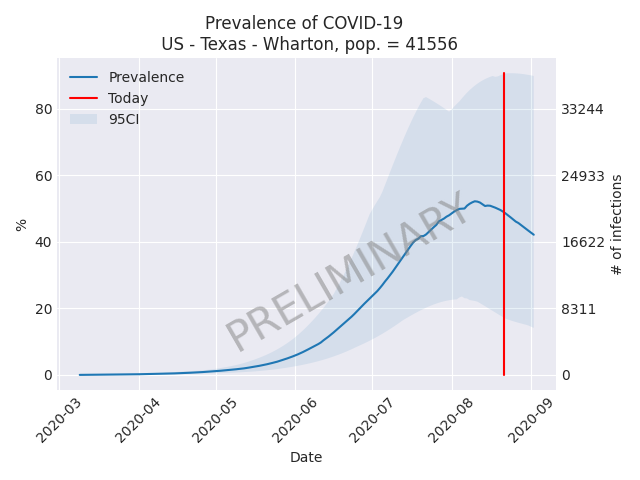 Prevalence of COVID-19
US - Texas - Wharton, pop. = 41556
Prevalence
Today
95CI
80
60
40
20
0
%
33244
24933
16622
8311
0
# of infections
PRELIMINARY
2020-03
2020-04
2020-05
2020-06
2020-07
2020-08
2020-09
Date